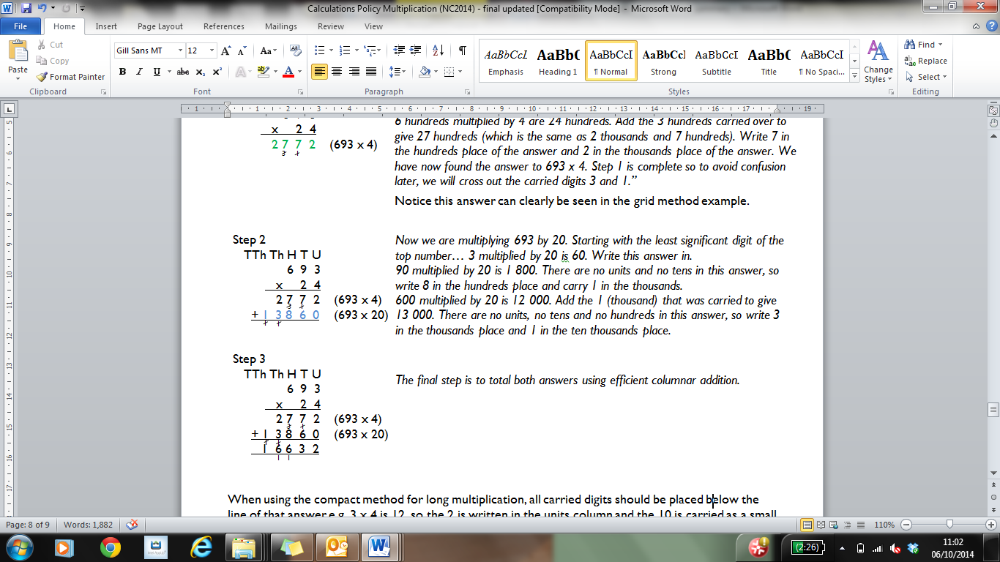 Calculations Policy Multiplication (NC2014) - final updated [Compatibility Mode] - Microsoft Word
File Home Insert Page Layout References Mailings Review View
Cut
Copy
Format Painter
Paste
Clipboard
Gill Sans MT 12
Font
Paragraph
AaBbCcI AaBbC AaBbCcI AaBbCcI AaBbCcI AaBbC AaBbCcI
Emphasis Heading 1 ¶ Normal Strong Subtitle Title ¶ No Spaci...
Styles
Change Styles
Find
Replace
Select
Editing
6 hundreds multiplied by 4 are 24 hundreds. Add the 3 hundreds carried over to
x 2 4
give 27 hundreds (which is the same as 2 thousands and 7 hundreds). Write 7 in
2 7 7 2 (693 x 4)
3 1
the hundreds place of the answer and 2 in the thousands place of the answer. We
have now found the answer to 693 x 4. Step 1 is complete so to avoid confusion
later, we will cross out the carried digits 3 and 1.”
Notice this answer can clearly be seen in the grid method example.
Step 2
TTh Th H T U
6 9 3
x 2 4
2 7 7 2 (693 x 4)
3 1
+ 1 3 8 6 0 (693 x 20)
1 1
Now we are multiplying 693 by 20. Starting with the least significant digit of the
top number… 3 multiplied by 20 is 60. Write this answer in.
90 multiplied by 20 is 1 800. There are no units and no tens in this answer, so
write 8 in the hundreds place and carry 1 in the thousands.
600 multiplied by 20 is 12 000. Add the 1 (thousand) that was carried to give
13 000. There are no units, no tens and no hundreds in this answer, so write 3
in the thousands place and 1 in the ten thousands place.
Step 3
TTh Th H T U
6 9 3
x 2 4
2 7 7 2 (693 x 4)
3 1
+ 1 3 8 6 0 (693 x 20)
1 1
1 6 6 3 2
1 1
The final step is to total both answers using efficient columnar addition.
When using the compact method for long multiplication, all carried digits should be placed below the
line of that answer e.g. 3 x 4 is 12, so the 2 is written in the units column and the 10 is carried as a small
Page: 8 of 9 Words: 1,882 110%
(2:26) 11:02
06/10/2014